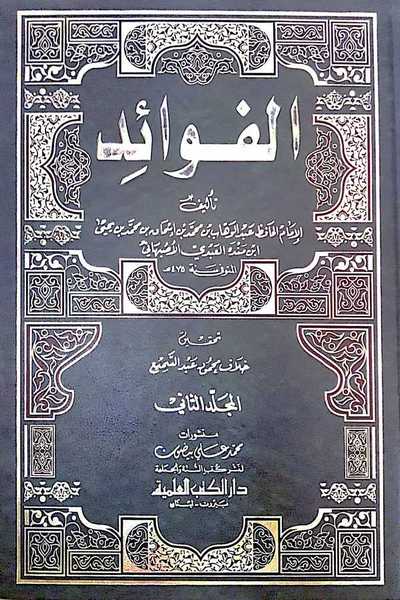 الفوائد
تأليف
الإمام الحافظ عبد الوهاب بن محمد بن إسحاق بن محمد بن يحيى
ابن منده العبدي الأصبهاني
المتوفى سنة ٤٧٥ هـ
تحقيق
خلاف محمود عبد السميع
المجلد الثاني
منشورات
محمد علي بيضون
لنشر كتب السنة والجماعة
دار الكتب العلمية
بيروت - لبنان